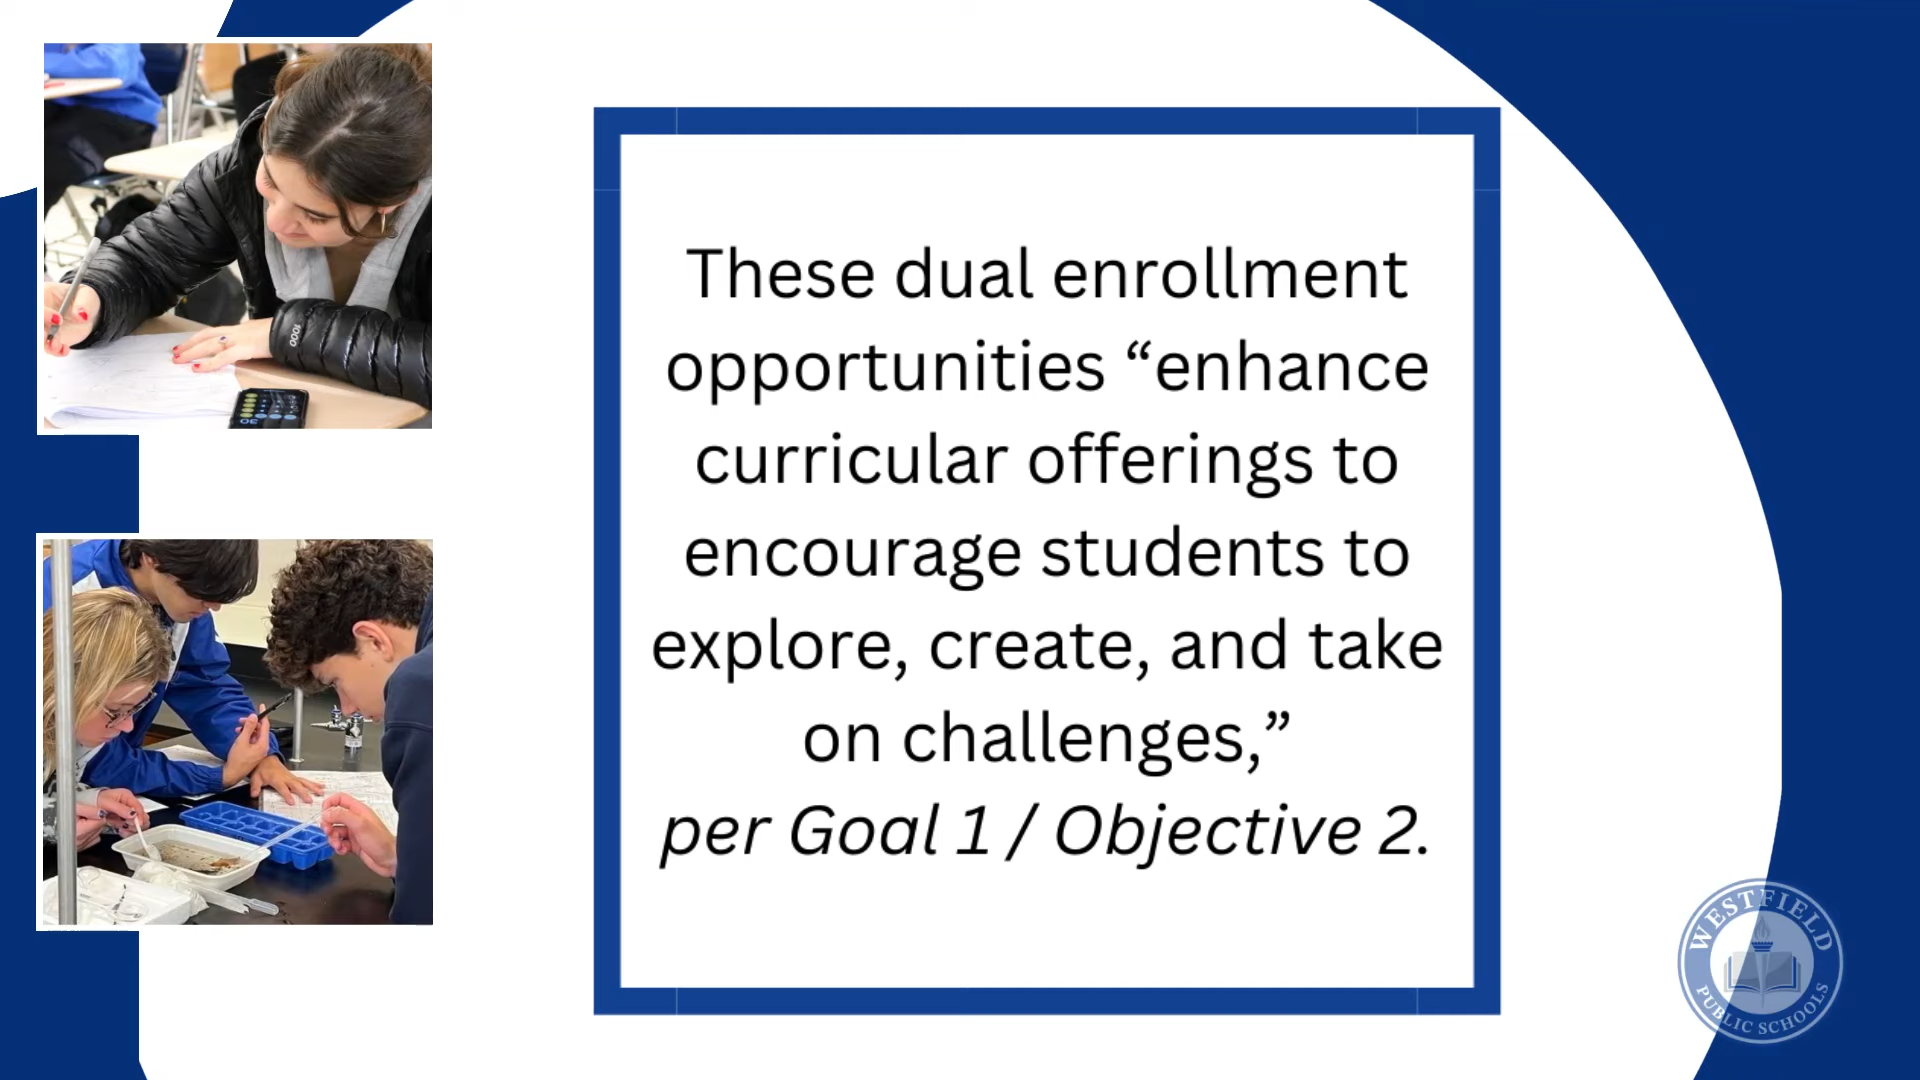 These dual enrollment
opportunities “enhance
curricular offerings to
encourage students to
explore, create, and take
on challenges,”
per Goal 1 / Objective 2.
WESTFIELD
PUBLIC SCHOOLS